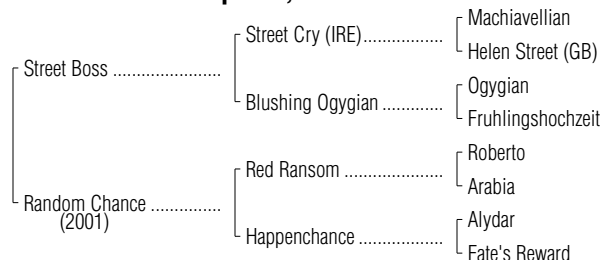 Machiavellian
Street Cry (IRE)..................
Helen Street (GB)
Street Boss ......................
Ogygian
Blushing Ogygian .............
Fruhlingshochzeit
Roberto
Red Ransom .....................
Arabia
Random Chance ..............
(2001)
Alydar
Happenchance ..................
Fate's Reward